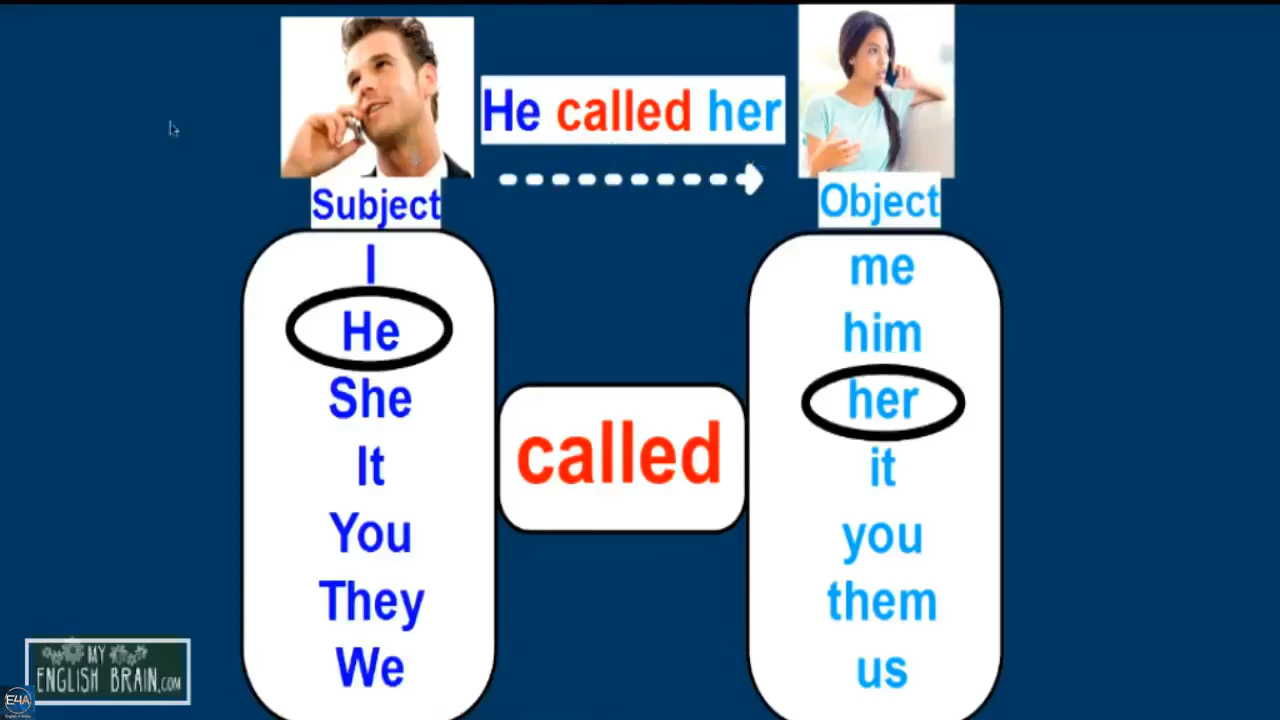 He called her
Subject
Object
I
He
She
It
You
They
We
called
me
him
her
it
you
them
us
MY
ENGLISH BRAIN.COM
E4A